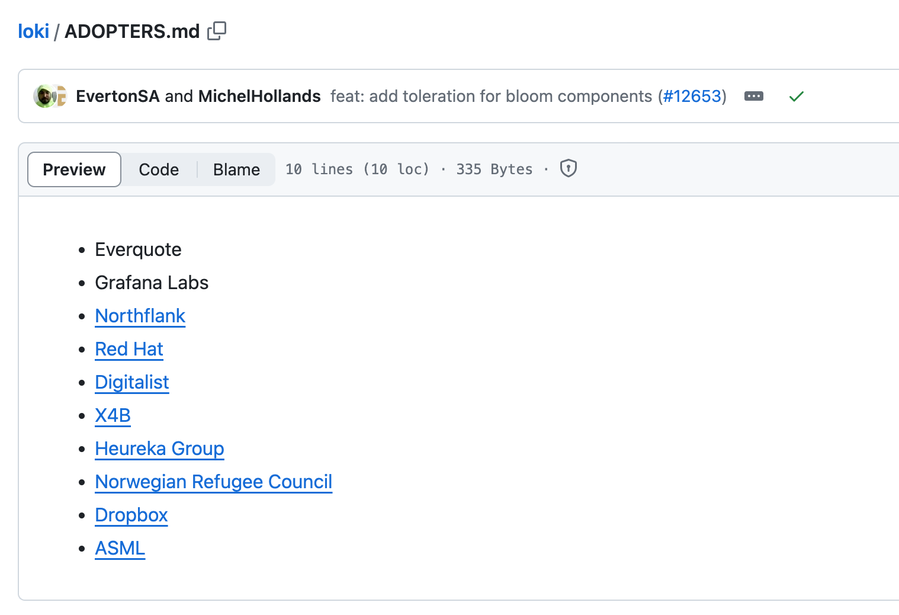 loki / ADOPTERS.md
EvertonSA and MichelHollands feat: add toleration for bloom components (#12653)
Preview Code Blame 10 lines (10 loc) · 335 Bytes ·
• Everquote
• Grafana Labs
• Northflank
• Red Hat
• Digitalist
• X4B
• Heureka Group
• Norwegian Refugee Council
• Dropbox
• ASML